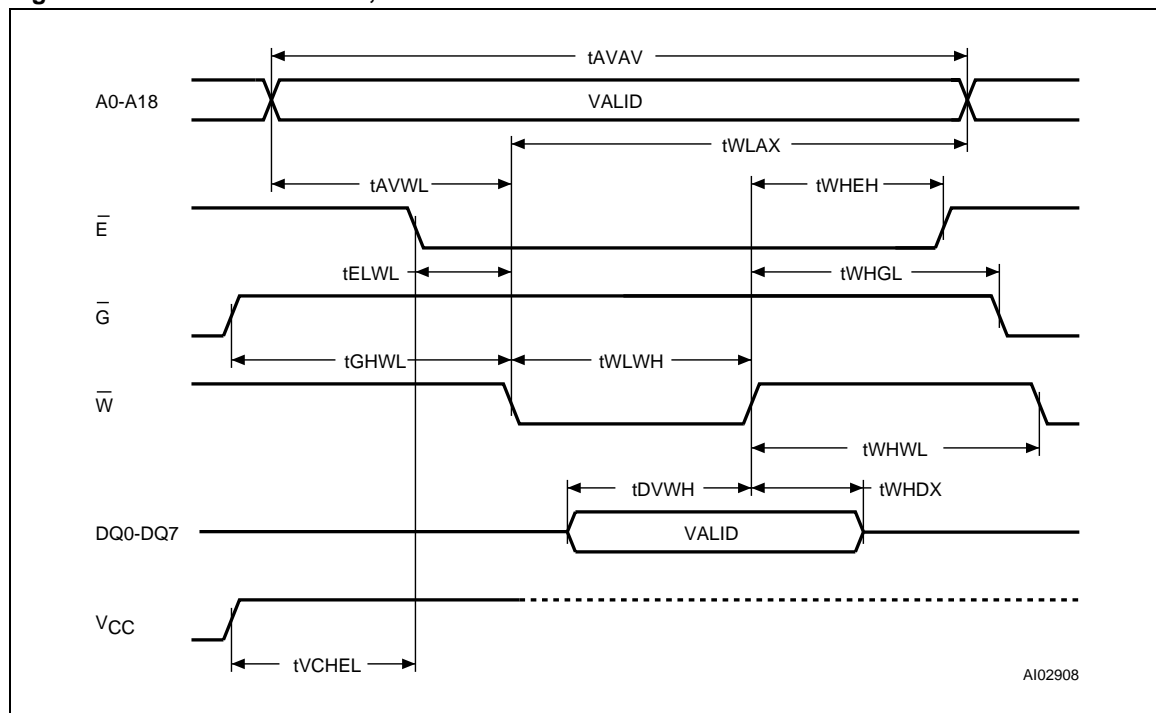 tAVAV
A0-A18
VALID
tWLAX
tAVWL
tWHEH
E
tELWL
tWHGL
G
tGHWL
tWLWH
W
tWHWL
tDVWH
tWHDX
DQ0-DQ7
VALID
VCC
tVCHEL
AI02908